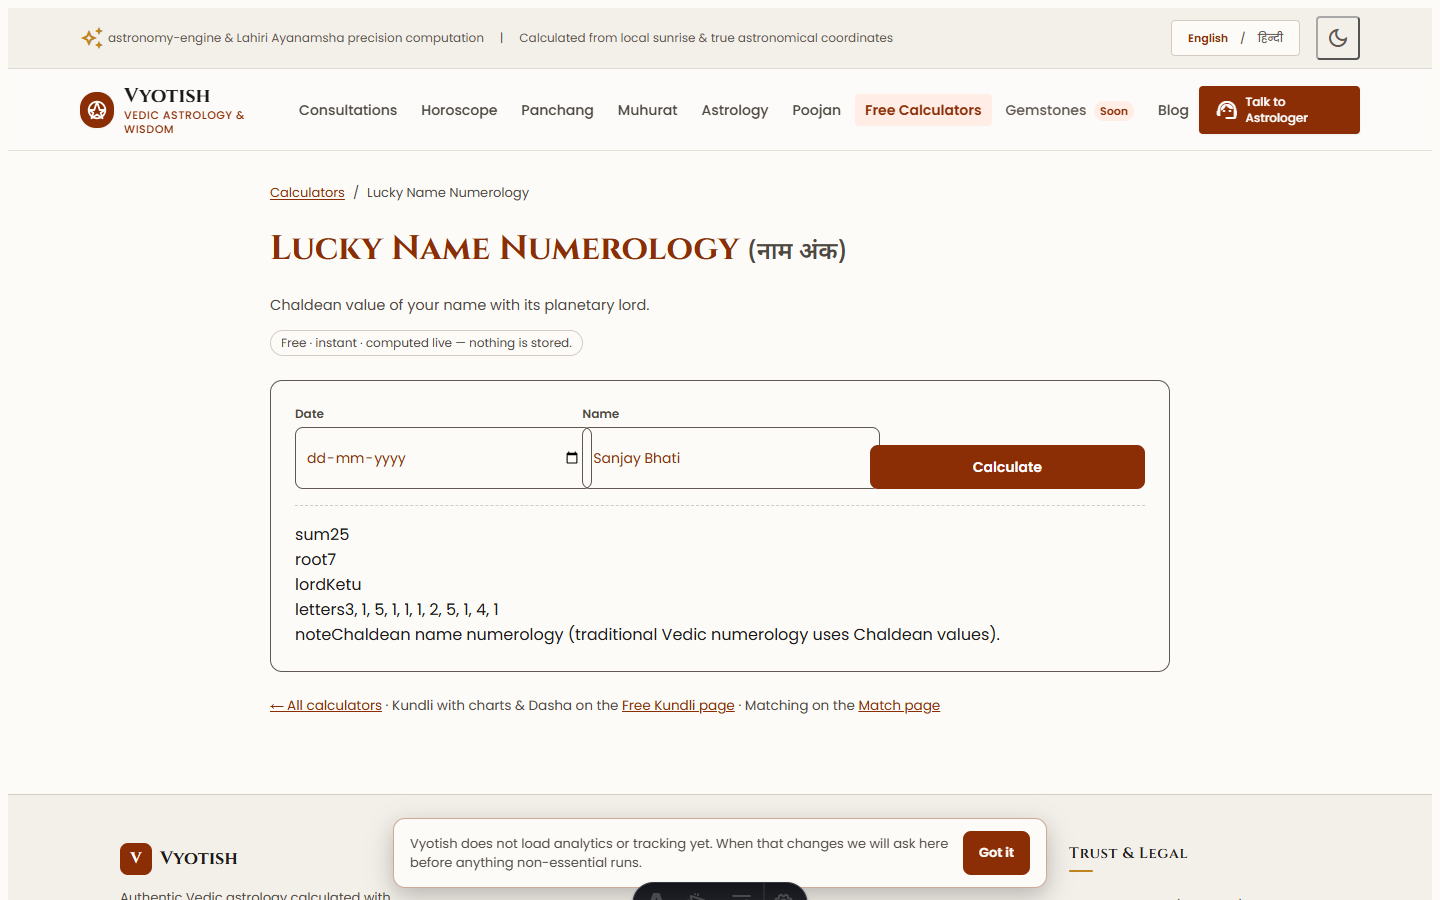 astronomy-engine & Lahiri Ayanamsha precision computation | Calculated from local sunrise & true astronomical coordinates
English / हिन्दी
Vyotish
VEDIC ASTROLOGY & WISDOM
Consultations Horoscope Panchang Muhurat Astrology Poojan Free Calculators Gemstones Soon Blog
Talk to Astrologer
Calculators / Lucky Name Numerology
Lucky Name Numerology (नाम अंक)
Chaldean value of your name with its planetary lord.
Free · instant · computed live — nothing is stored.
Date Name
dd-mm-yyyy Sanjay Bhati Calculate
sum25
root7
lordKetu
letters3, 1, 5, 1, 1, 1, 2, 5, 1, 4, 1
noteChaldean name numerology (traditional Vedic numerology uses Chaldean values).
← All calculators · Kundli with charts & Dasha on the Free Kundli page · Matching on the Match page
V Vyotish
Authentic Vedic astrology calculated with
Vyotish does not load analytics or tracking yet. When that changes we will ask here
before anything non-essential runs.
Got it
Trust & Legal